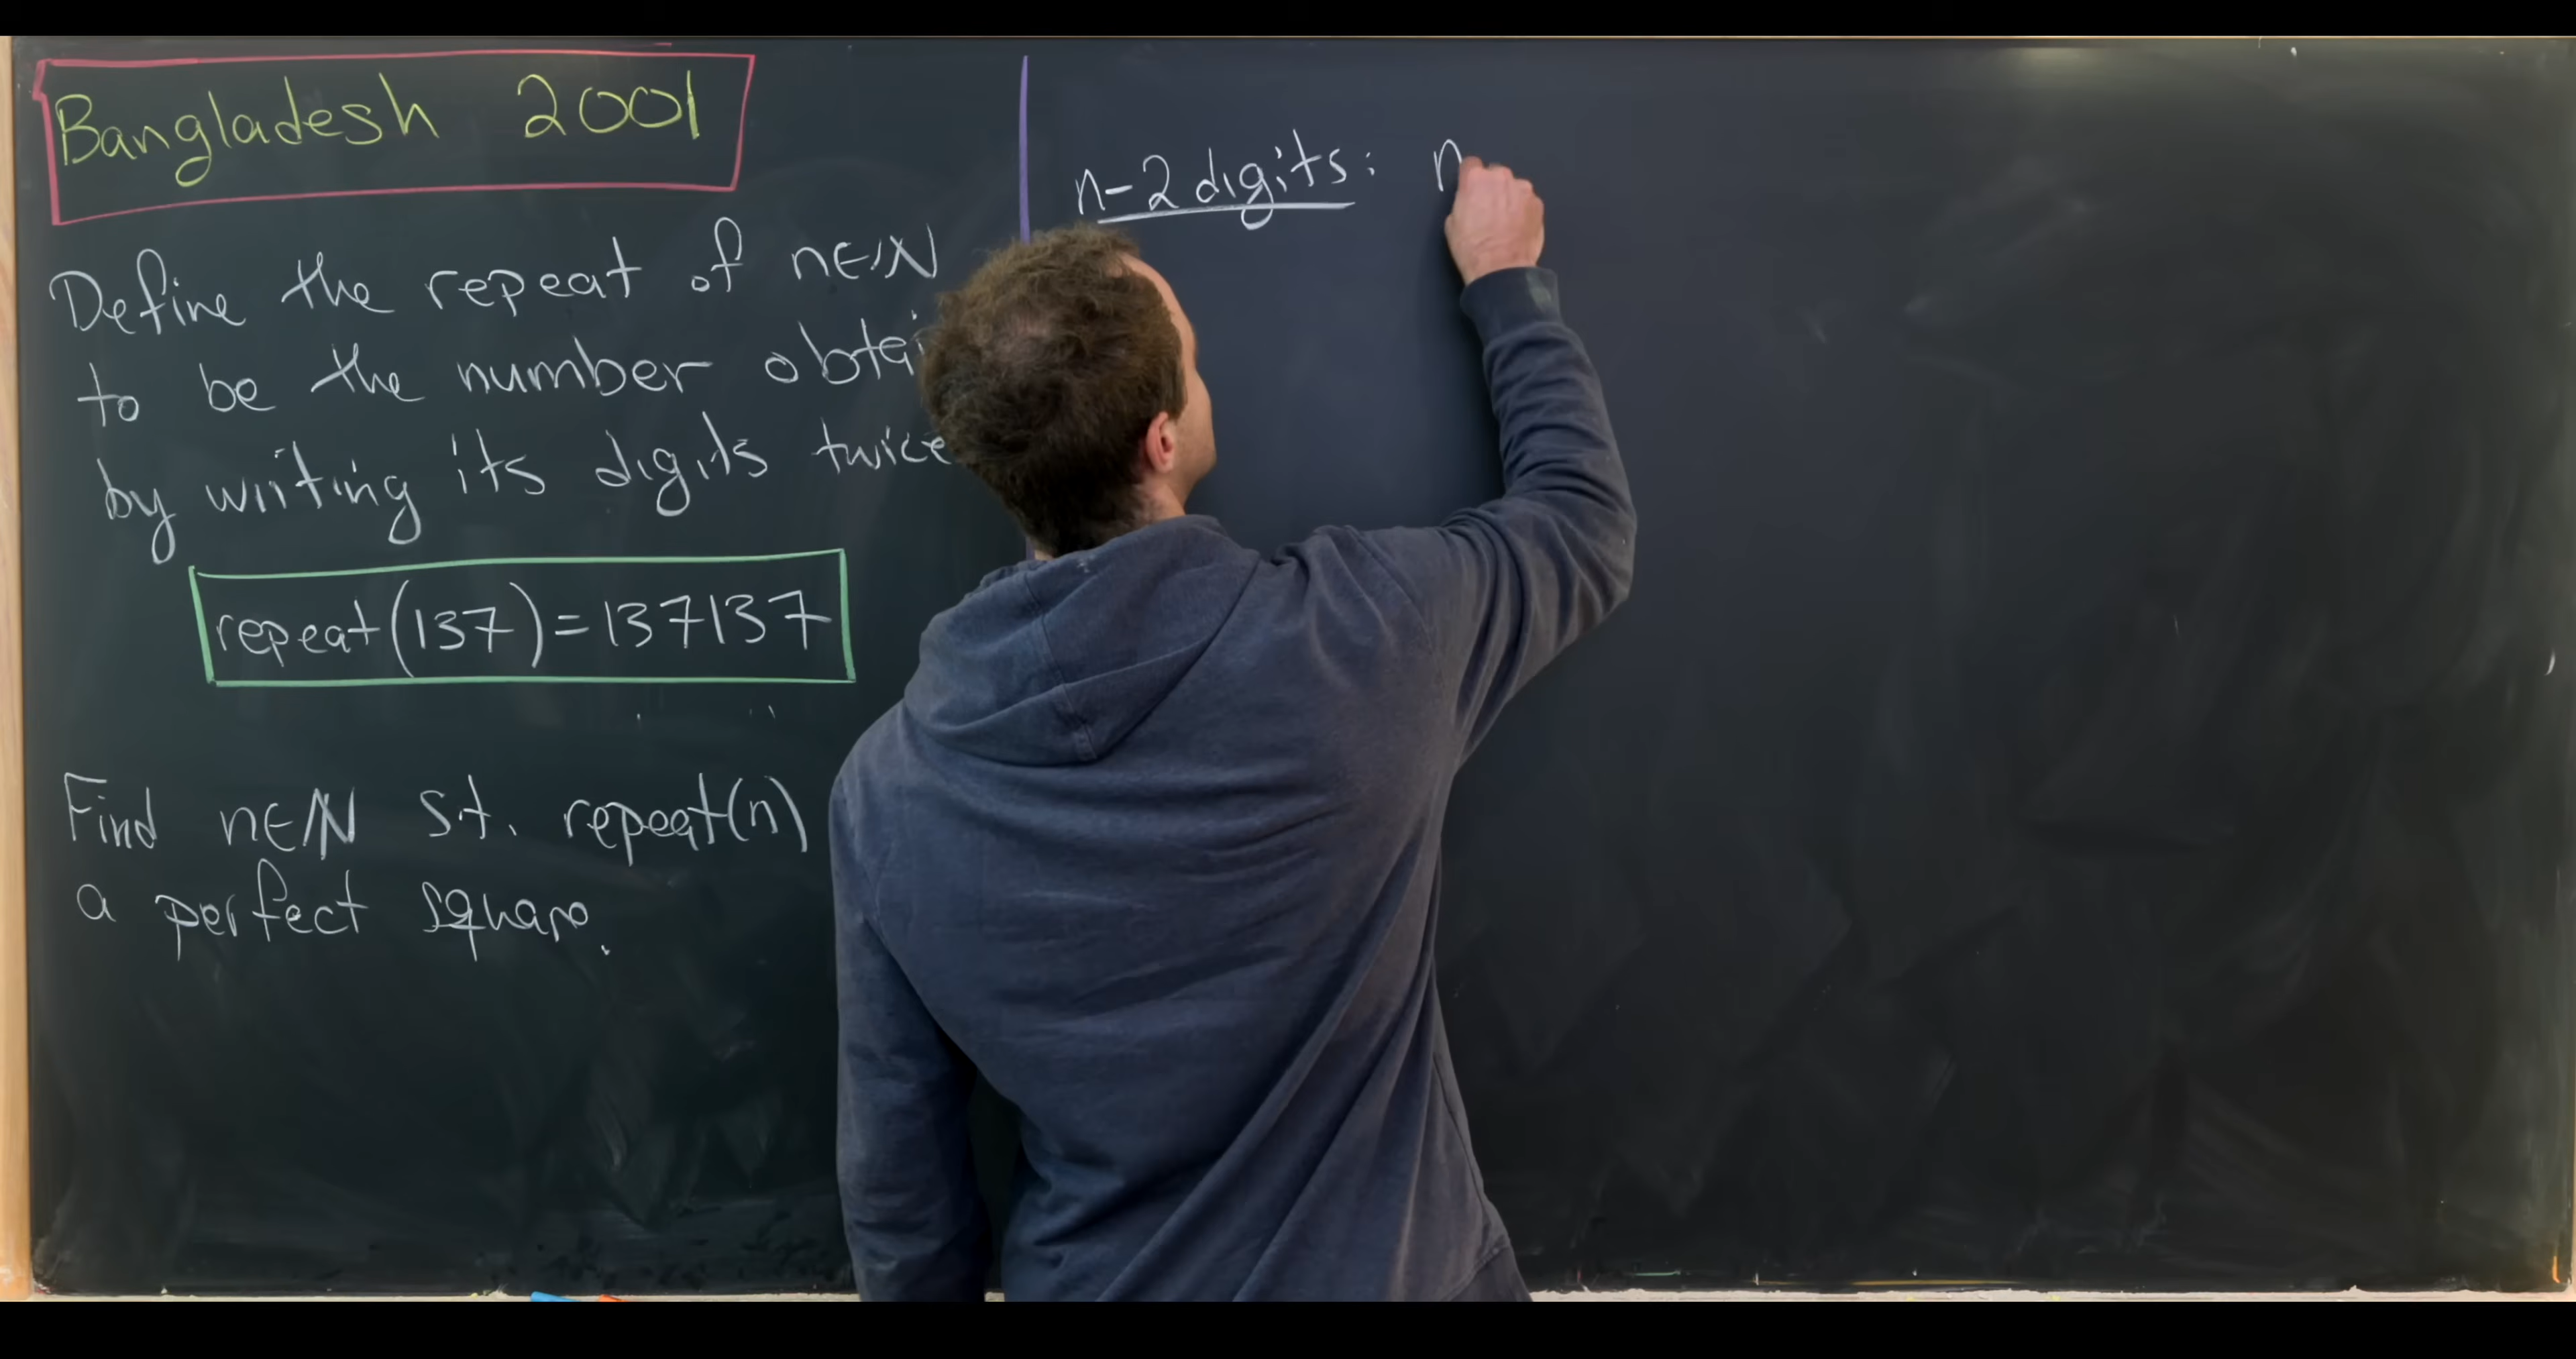 Bangladesh 2001
Define the repeat of n∈ℕ
to be the number
by writing its digits twice
repeat(137)=137137
Find n∈ℕ s.t. repeat(n)
a perfect square.
n-2 digits: n